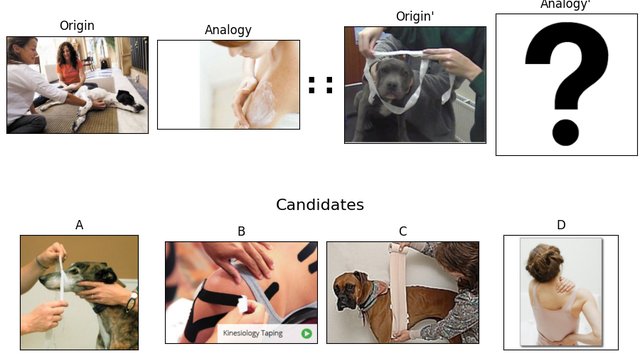 Analogy'
Origin'
Origin
Analogy
::
?
Candidates
A
B
C
D
Kinesiology Taping